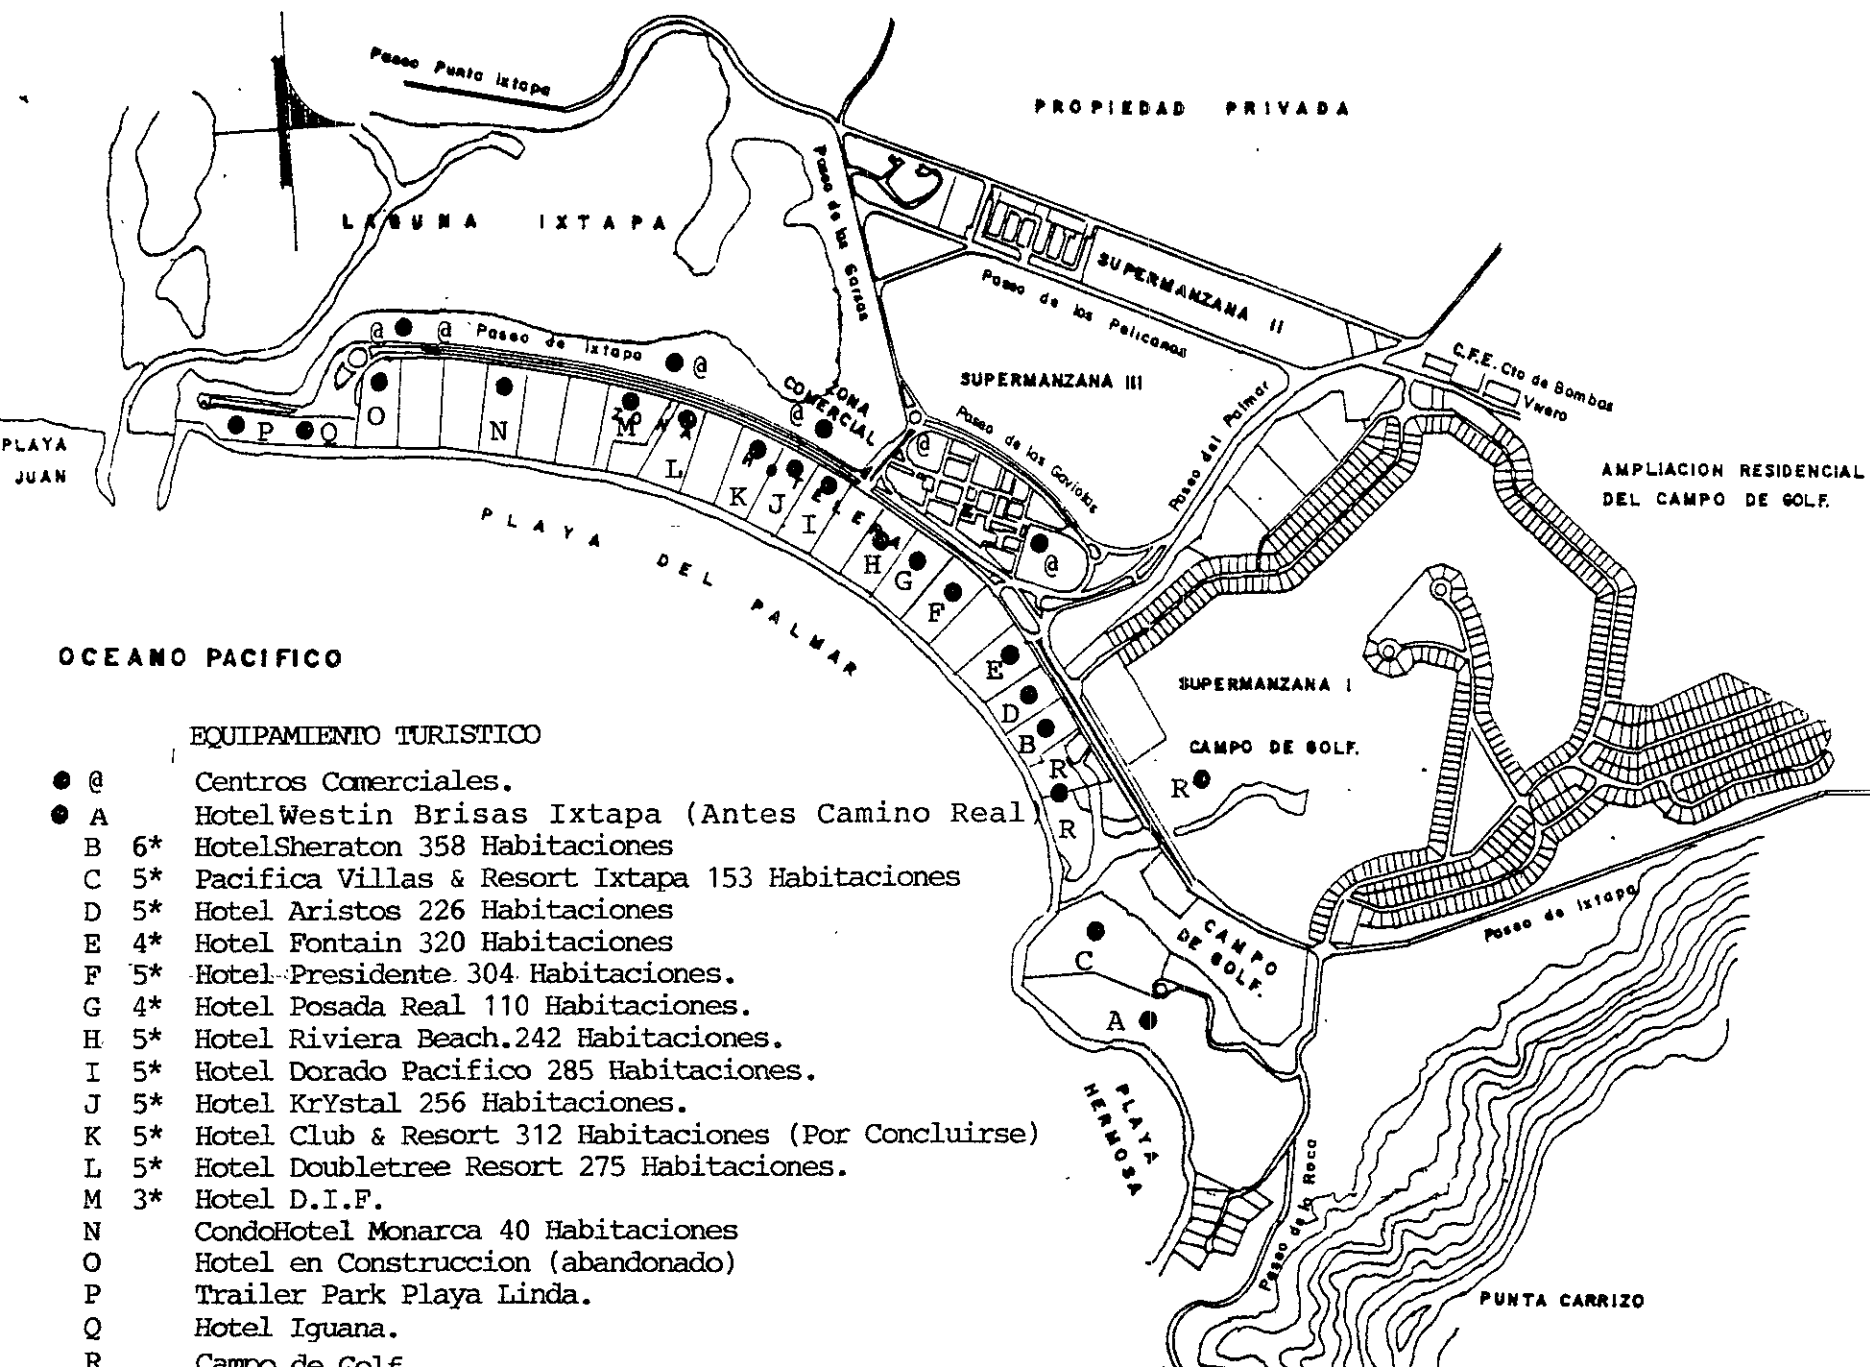 Paseo Punta Ixtapa
PROPIEDAD PRIVADA
LAGUNA IXTAPA
Paseo de las Garsas
SUPERMANZANA II
Paseo de los Pelicanos
@ @ Paseo de Ixtapa
@
C.F.E. Cto de Bombas
Vivero
SUPERMANZANA III
ZONA
COMERCIAL
@
Paseo de las Gaviotas
Paseo del Palmar
@
@
AMPLIACION RESIDENCIAL
DEL CAMPO DE GOLF.
PLAYA
JUAN
ZONA HOTELERA
P Q O N M L K J I H G F E D B R R
PLAYA DEL PALMAR
OCEANO PACIFICO
SUPERMANZANA I
CAMPO DE GOLF.
R
Paseo de Ixtapa
CAMPO
DE GOLF.
C
A
PLAYA
HERMOSA
Paseo de la Roca
PUNTA CARRIZO
EQUIPAMIENTO TURISTICO
@ Centros Comerciales.
A HotelWestin Brisas Ixtapa (Antes Camino Real)
B 6* HotelSheraton 358 Habitaciones
C 5* Pacifica Villas & Resort Ixtapa 153 Habitaciones
D 5* Hotel Aristos 226 Habitaciones
E 4* Hotel Fontain 320 Habitaciones
F 5* Hotel Presidente 304 Habitaciones.
G 4* Hotel Posada Real 110 Habitaciones.
H 5* Hotel Riviera Beach.242 Habitaciones.
I 5* Hotel Dorado Pacifico 285 Habitaciones.
J 5* Hotel KrYstal 256 Habitaciones.
K 5* Hotel Club & Resort 312 Habitaciones (Por Concluirse)
L 5* Hotel Doubletree Resort 275 Habitaciones.
M 3* Hotel D.I.F.
N CondoHotel Monarca 40 Habitaciones
O Hotel en Construccion (abandonado)
P Trailer Park Playa Linda.
Q Hotel Iguana.
R Campo de Golf